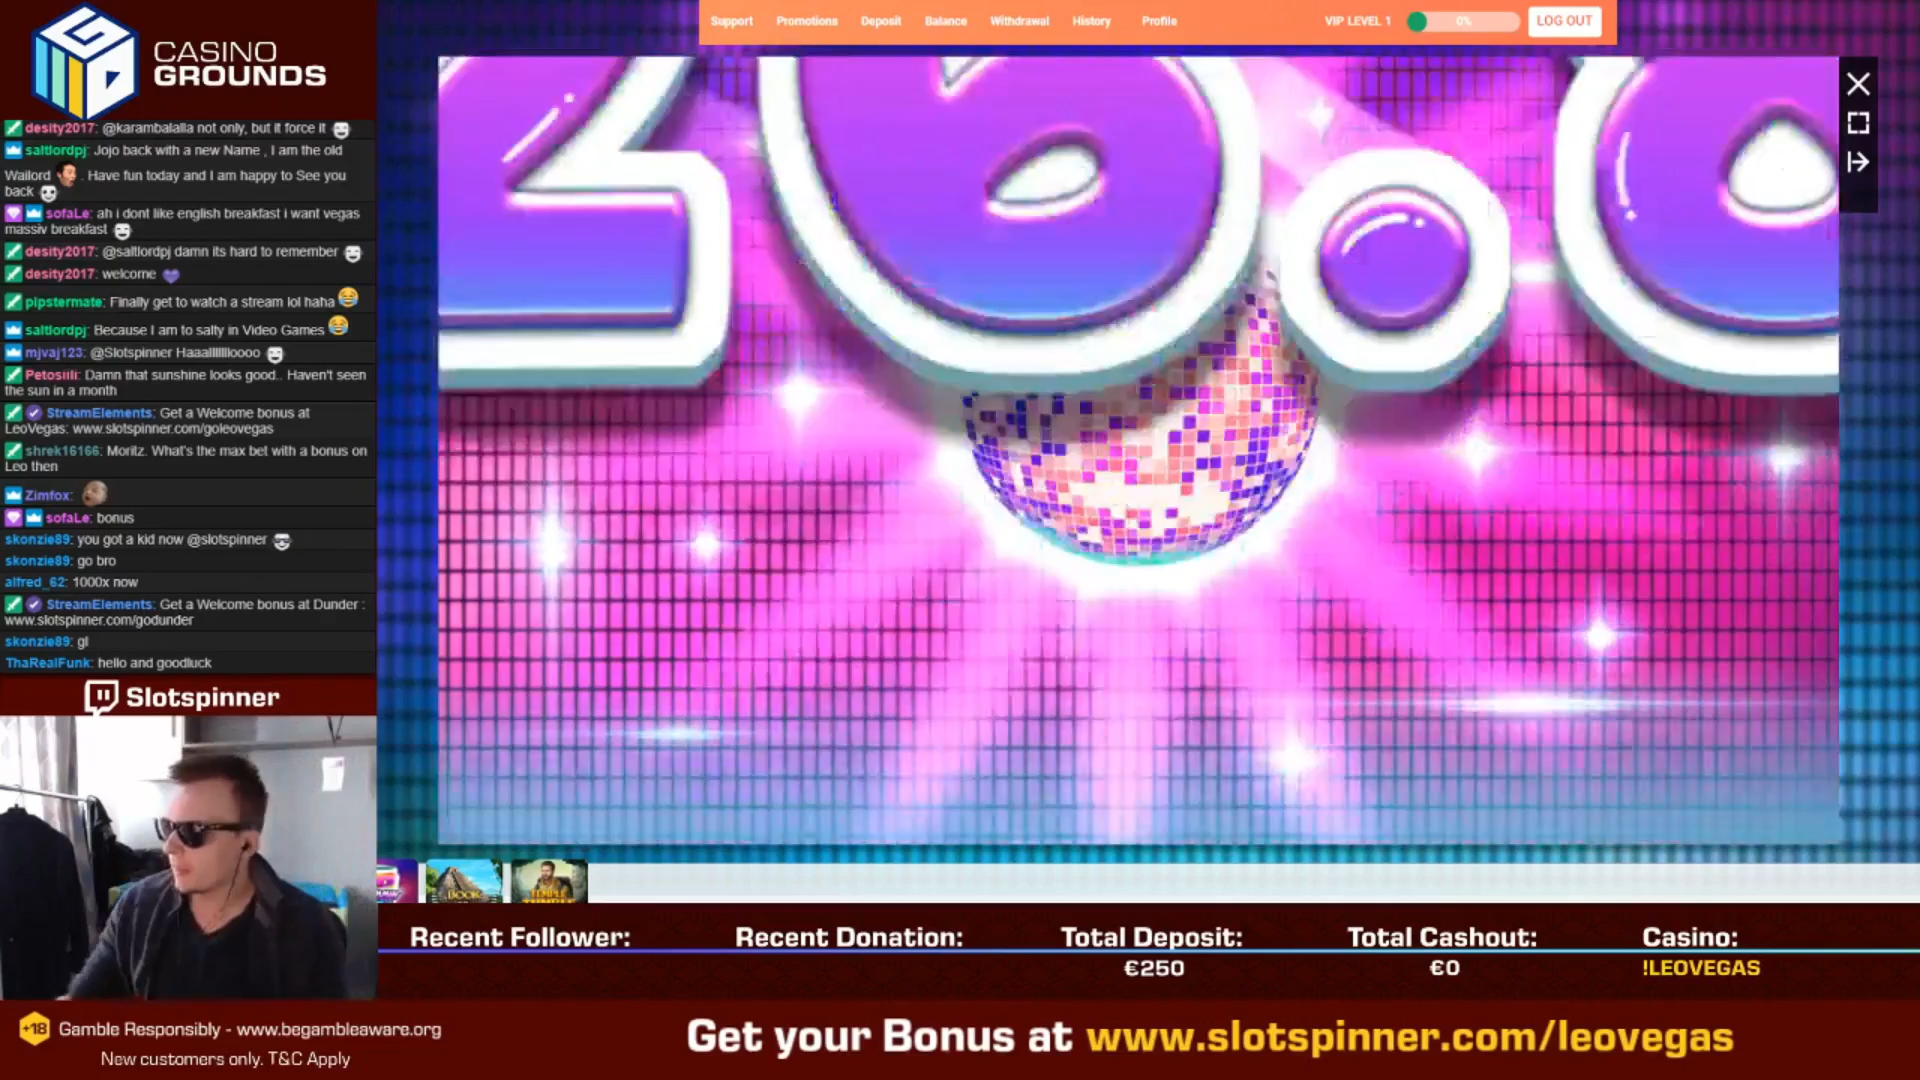 CASINO
GROUNDS
Support Promotions Deposit Balance Withdrawal History Profile VIP LEVEL 1 0% LOG OUT
desity2017: @karambalalla not only, but it force it
saltlordpj: Jojo back with a new Name , I am the old
Wailord . Have fun today and I am happy to See you
back
sofaLe: ah i dont like english breakfast i want vegas
massiv breakfast
desity2017: @saltlordpj damn its hard to remember
desity2017: welcome
pipstermate: Finally get to watch a stream lol haha
saltlordpj: Because I am to salty in Video Games
mjvaj123: @Slotspinner
Petosiili: Damn that sunshine looks good.. Haven't seen
the sun in a month
StreamElements: Get a Welcome bonus at
LeoVegas: www.slotspinner.com/goleovegas
shrek16166: Moritz. What's the max bet with a bonus on
Leo then
Zimfox:
sofaLe: bonus
skonzie89: you got a kid now @slotspinner
skonzie89: go bro
alfred_62: 1000x now
StreamElements: Get a Welcome bonus at Dunder :
www.slotspinner.com/godunder
skonzie89: gl
ThaRealFunk: hello and goodluck
Slotspinner
BOOK
TEMPLE
TUMBLE
Recent Follower: Recent Donation: Total Deposit: Total Cashout: Casino:
€250 €0 !LEOVEGAS
+18 Gamble Responsibly - www.begambleaware.org
New customers only. T&C Apply
Get your Bonus at www.slotspinner.com/leovegas